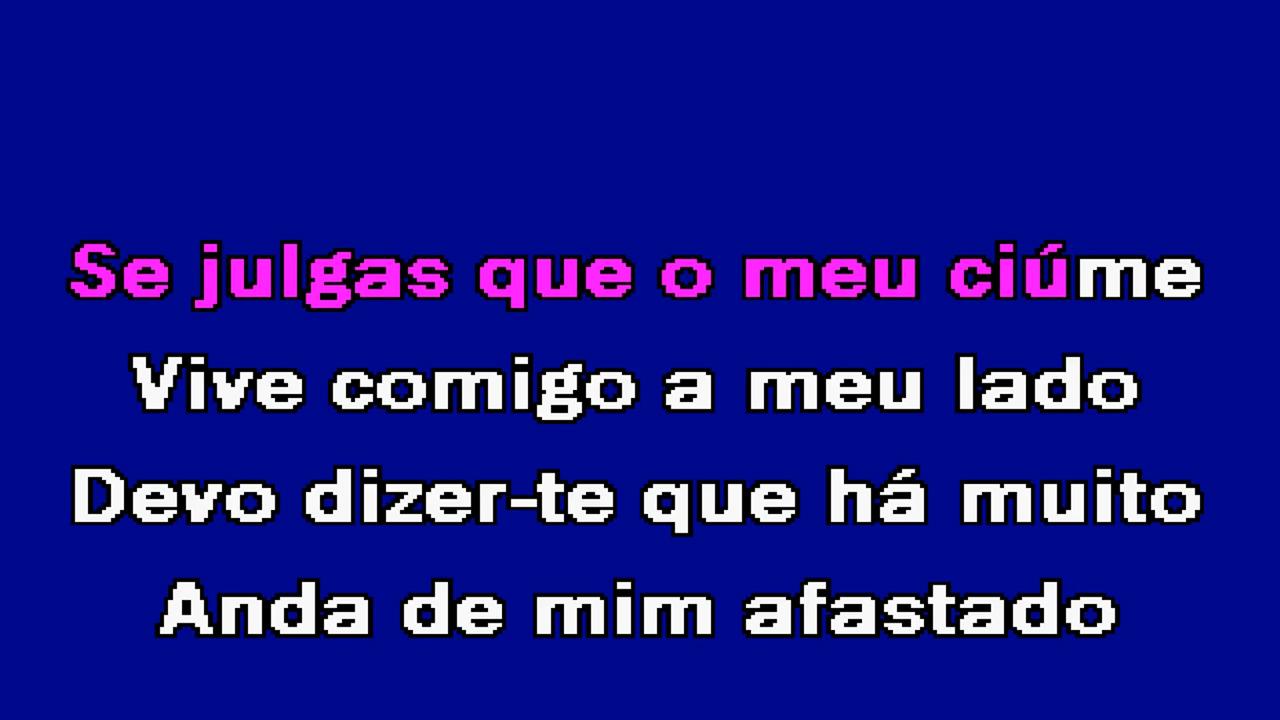 Se julgas que o meu ciúme
Vive comigo a meu lado
Devo dizer-te que há muito
Anda de mim afastado